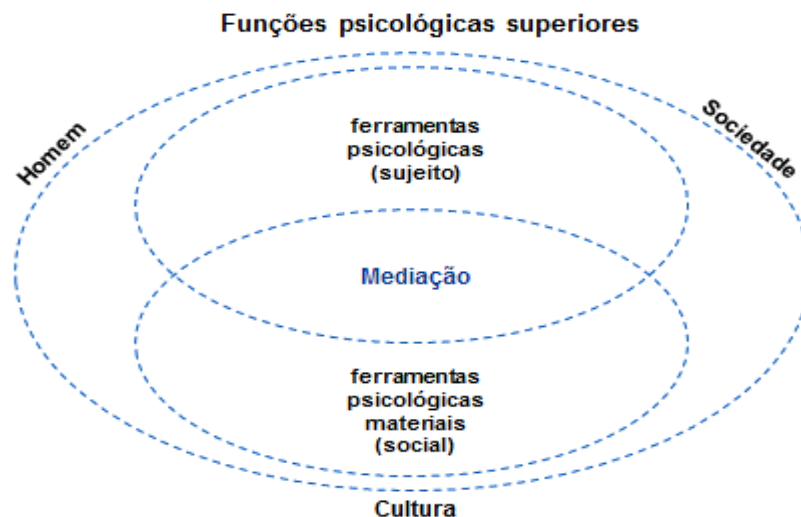 Funções psicológicas superiores
Homem
Sociedade
ferramentas
psicológicas
(sujeito)
Mediação
ferramentas
psicológicas
materiais
(social)
Cultura